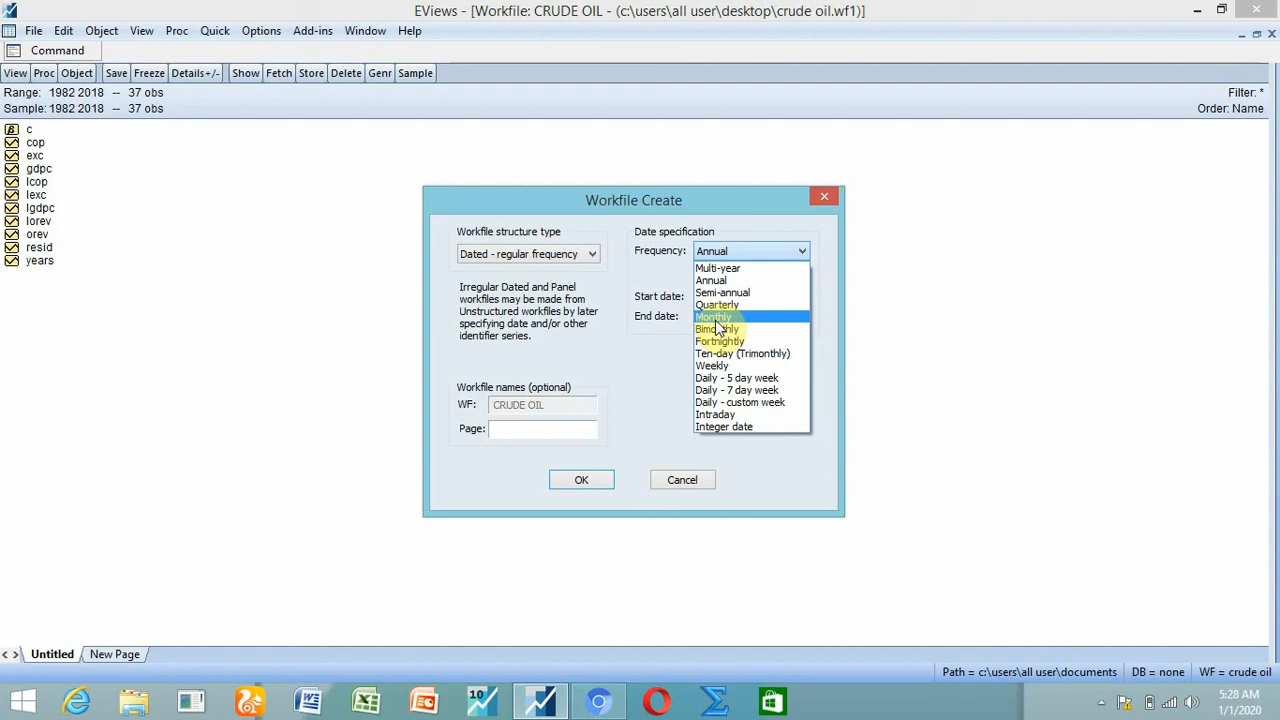 EViews - [Workfile: CRUDE OIL - (c:\users\all user\desktop\crude oil.wf1)]
File Edit Object View Proc Quick Options Add-ins Window Help
Command
View Proc Object Save Freeze Details+/- Show Fetch Store Delete Genr Sample
Range: 1982 2018 -- 37 obs Filter: *
Sample: 1982 2018 -- 37 obs Order: Name
c
cop
exc
gdpc
lcop
lexc
lgdpc
lorev
orev
resid
years
Workfile Create
Workfile structure type
Dated - regular frequency
Irregular Dated and Panel
workfiles may be made from
Unstructured workfiles by later
specifying date and/or other
identifier series.
Date specification
Frequency: Annual
Multi-year
Annual
Semi-annual
Quarterly
Monthly
Bimonthly
Fortnightly
Ten-day (Trimonthly)
Weekly
Daily - 5 day week
Daily - 7 day week
Daily - custom week
Intraday
Integer date
Start date:
End date:
Workfile names (optional)
WF: CRUDE OIL
Page:
OK Cancel
Untitled New Page
Path = c:\users\all user\documents DB = none WF = crude oil
10
5:28 AM
1/1/2020